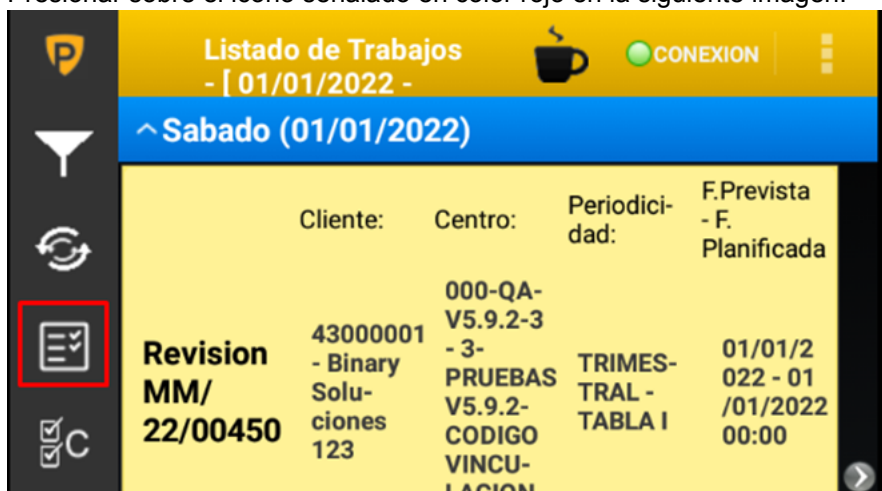 Presionar sobre el icono señalado en color rojo en la siguiente imagen:
Listado de Trabajos
- [ 01/01/2022 -
CONEXION
^ Sabado (01/01/2022)
Cliente:
Centro:
Periodici-
dad:
F.Prevista
- F.
Planificada
Revision
MM/
22/00450
43000001
- Binary
Solu-
ciones
123
000-QA-
V5.9.2-3
- 3-
PRUEBAS
V5.9.2-
CODIGO
VINCU-
LACION
TRIMES-
TRAL -
TABLA I
01/01/2
022 - 01
/01/2022
00:00
C